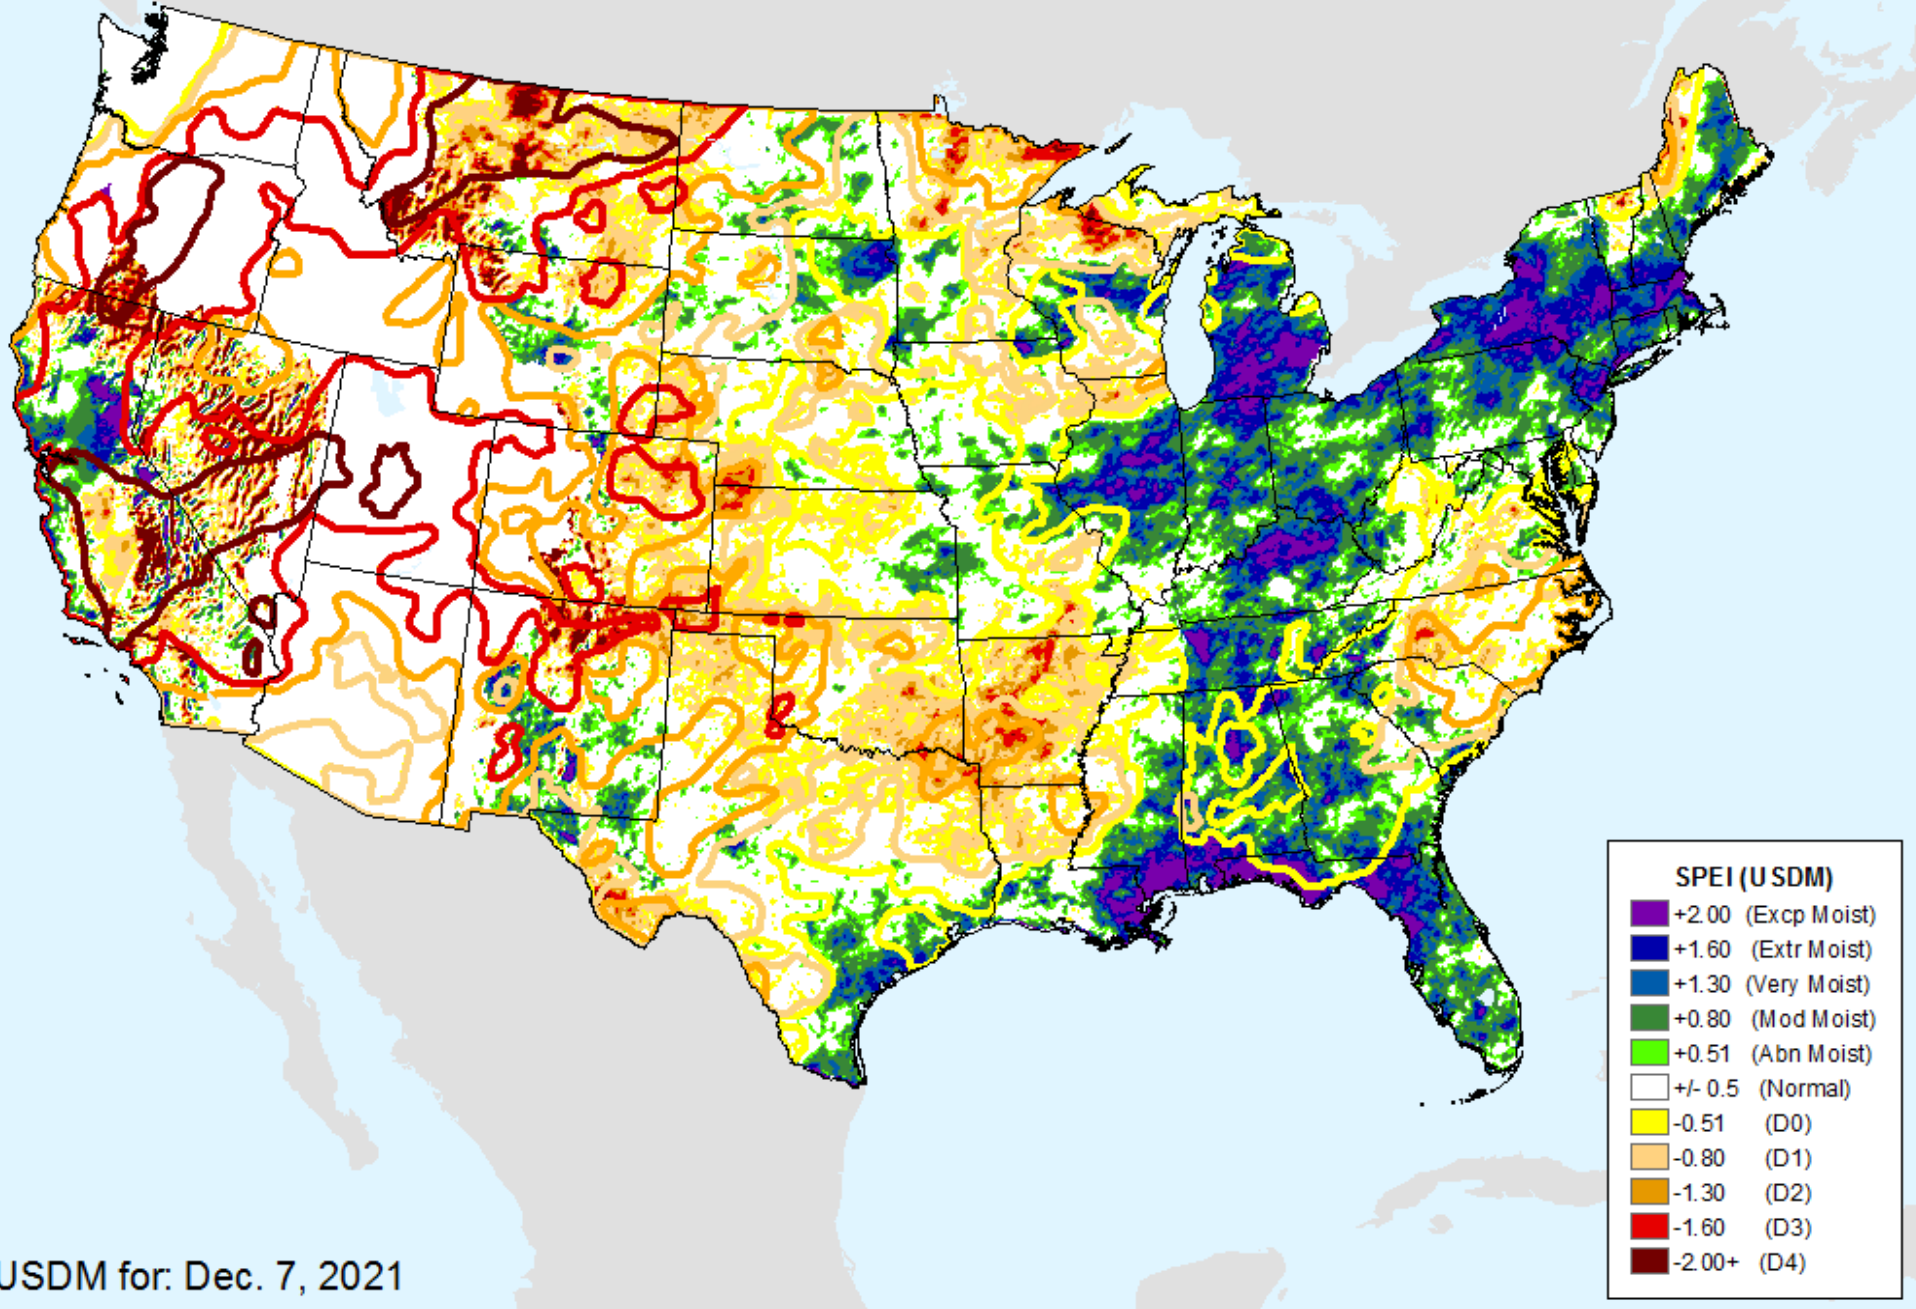 SPEI (USDM)
+2.00 (Excp Moist)
+1.60 (Extr Moist)
+1.30 (Very Moist)
+0.80 (Mod Moist)
+0.51 (Abn Moist)
+/- 0.5 (Normal)
-0.51 (D0)
-0.80 (D1)
-1.30 (D2)
-1.60 (D3)
-2.00+ (D4)
USDM for: Dec. 7, 2021